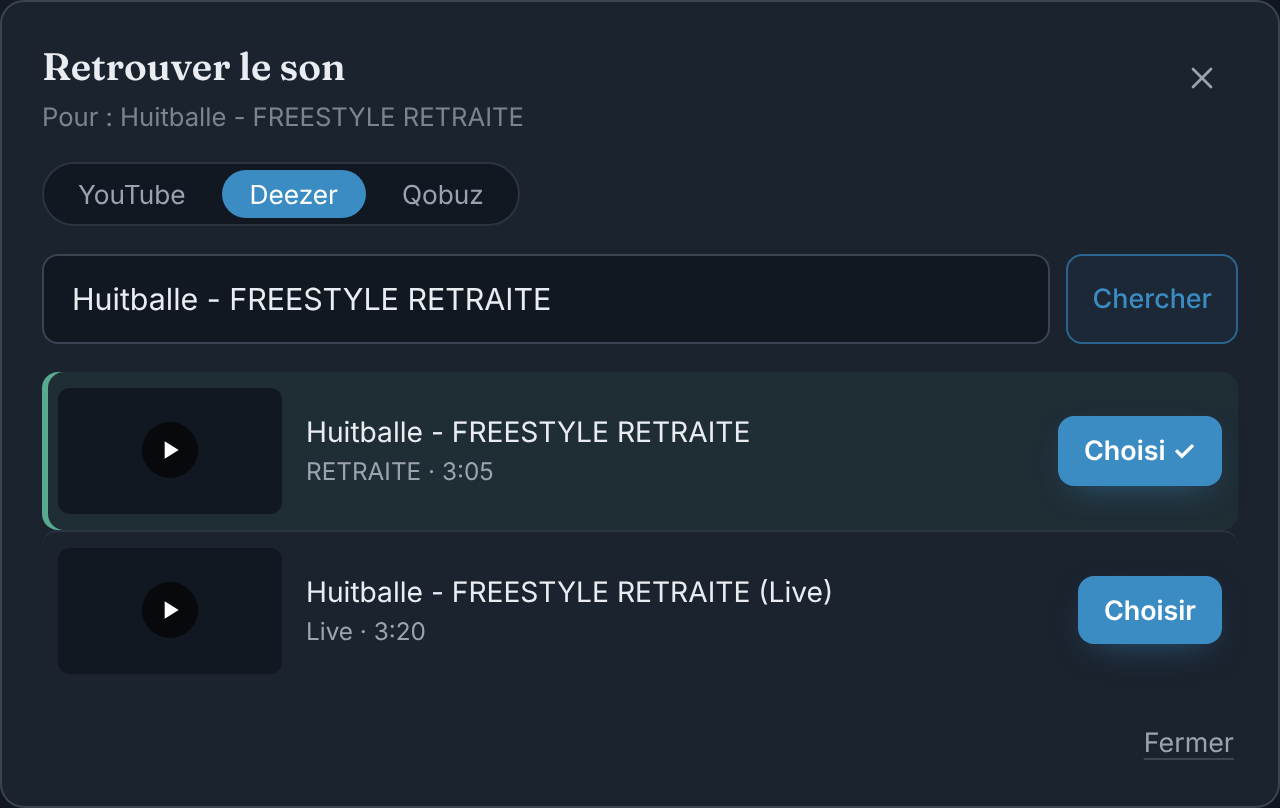 Retrouver le son
Pour : Huitballe - FREESTYLE RETRAITE
YouTube
Deezer
Qobuz
Huitballe - FREESTYLE RETRAITE
Chercher
Huitballe - FREESTYLE RETRAITE
RETRAITE · 3:05
Choisi ✓
Huitballe - FREESTYLE RETRAITE (Live)
Live · 3:20
Choisir
Fermer